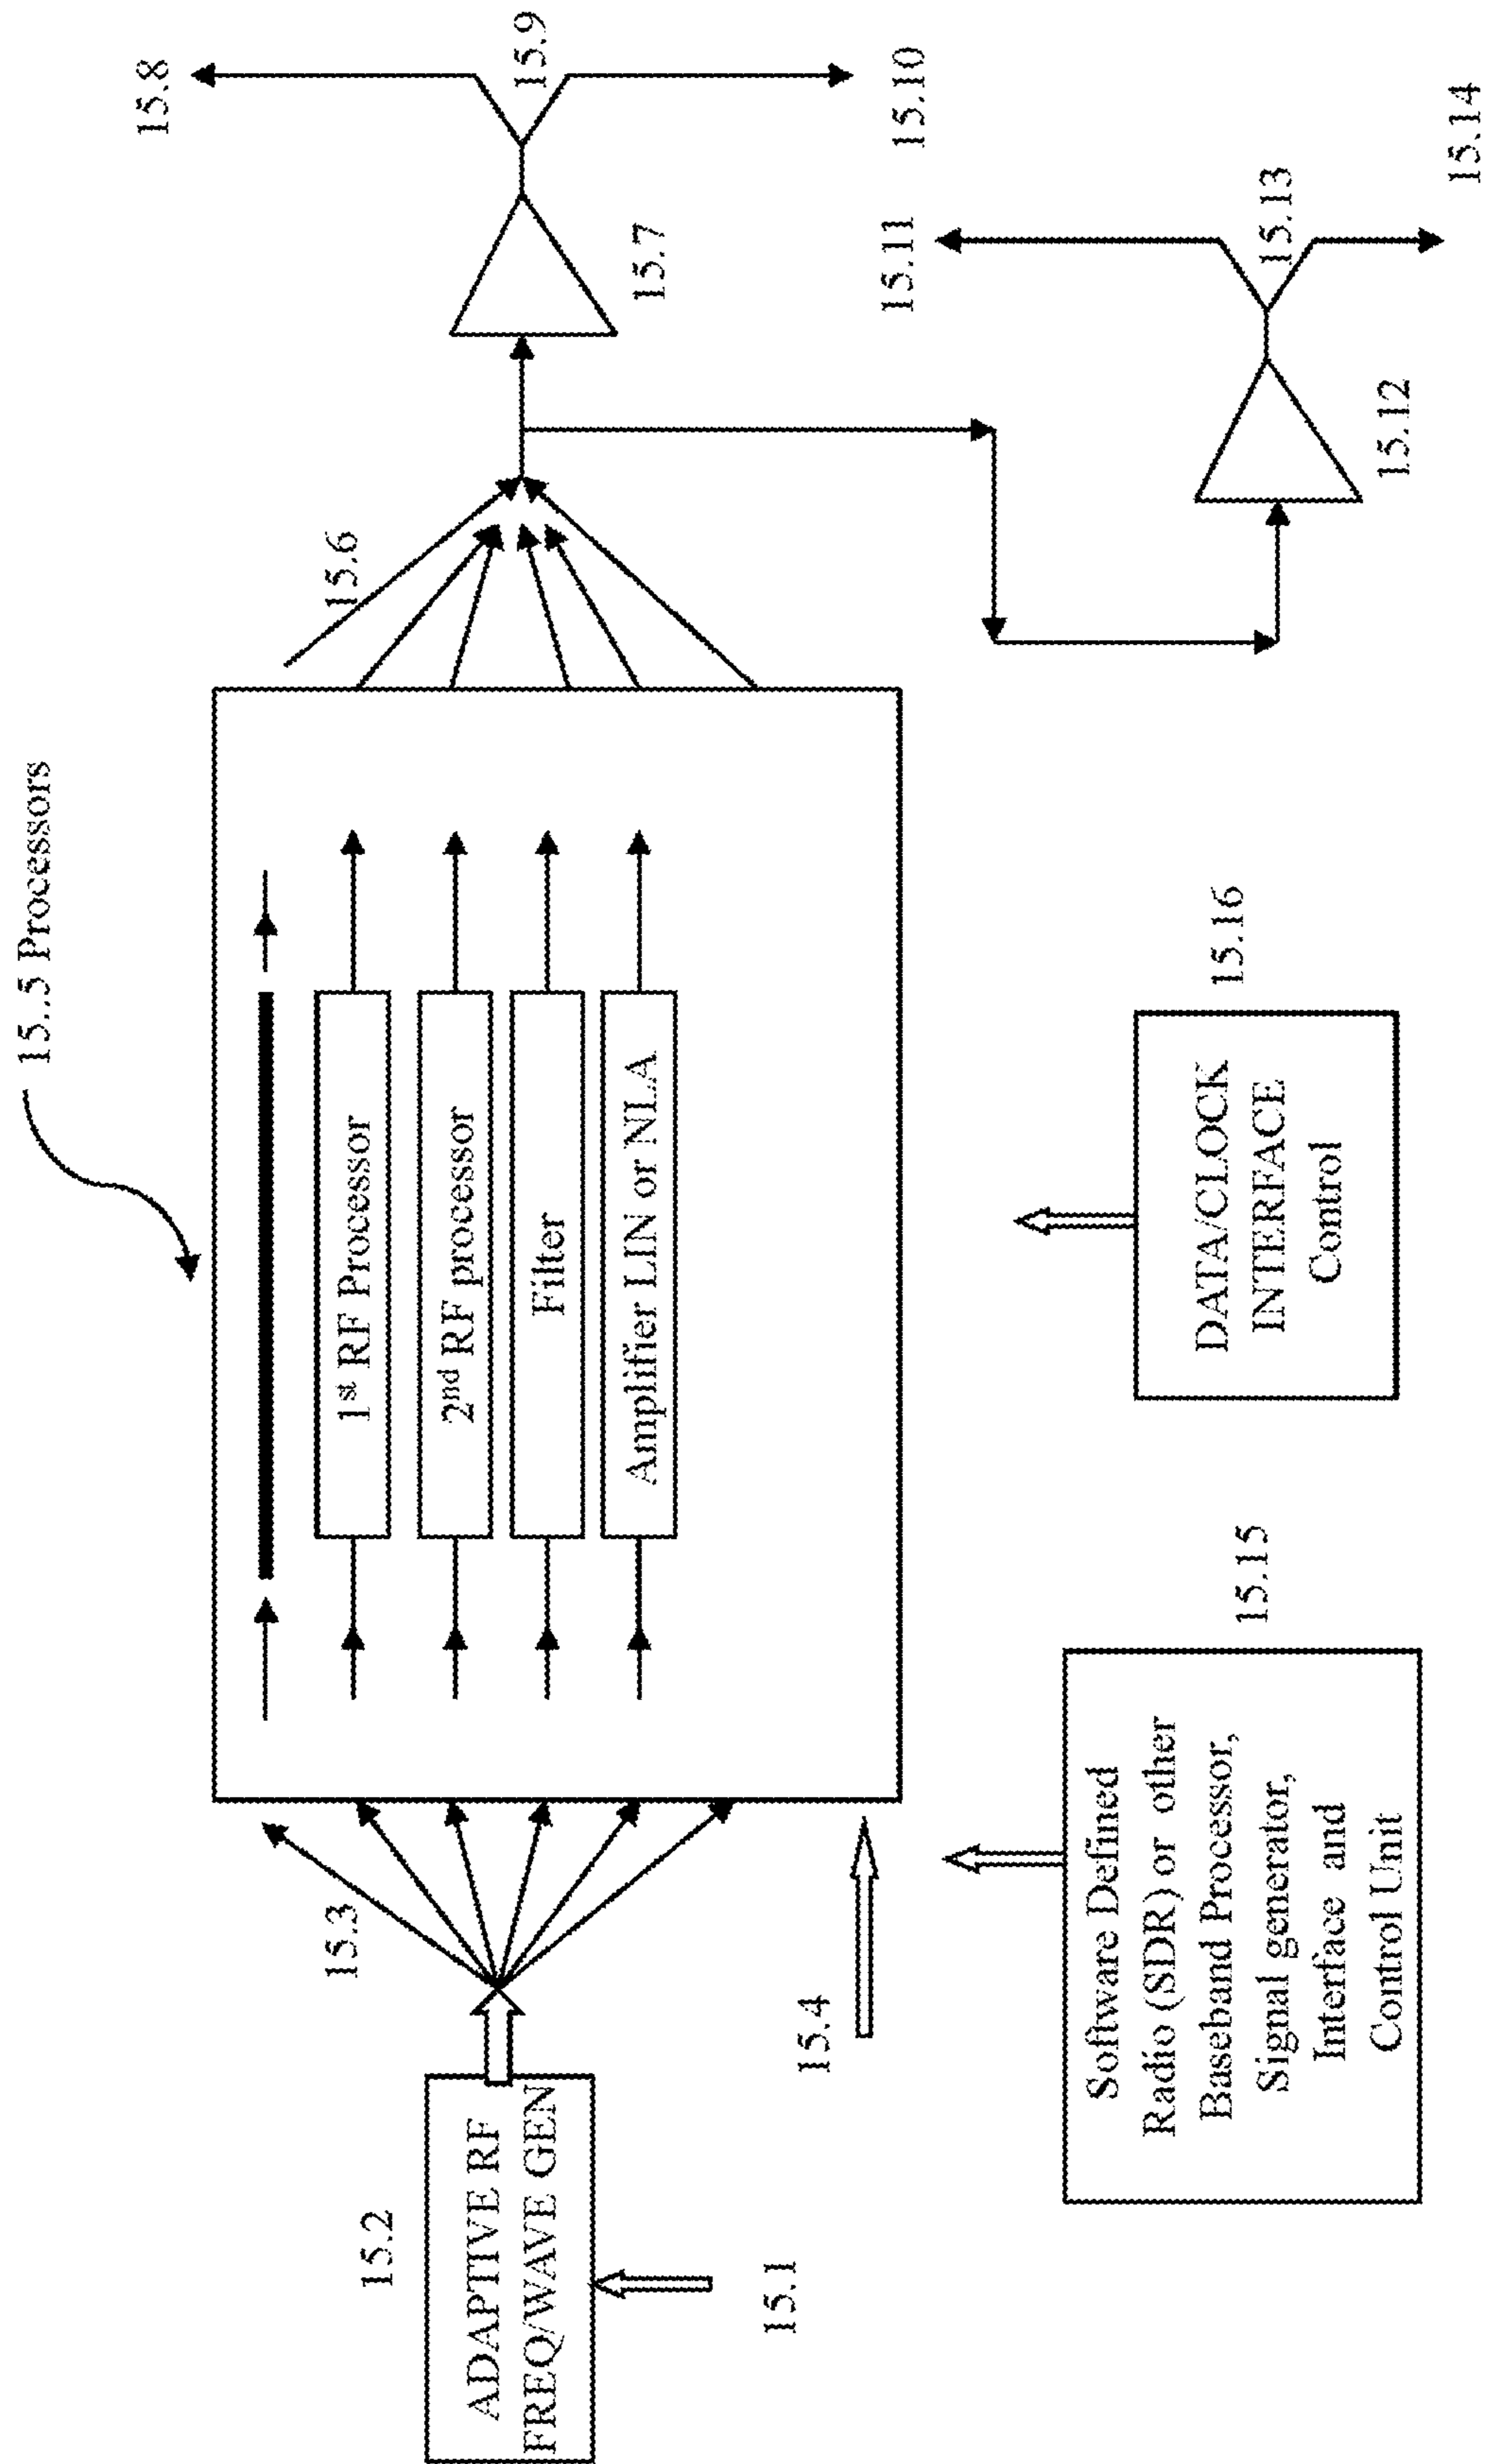 15..5 Processors
15.8
15.9
15.10
15.7
15.6
15.3
15.2
ADAPTIVE RF
FREQ/WAVE GEN
15.1
15.4
1st RF Processor
2nd RF processor
Filter
Amplifier LIN or NLA
15.11
15.13
15.14
15.12
Software Defined
Radio (SDR) or other
Baseband Processor,
Signal generator,
Interface and
Control Unit
15.15
DATA/CLOCK
INTERFACE
Control
15.16